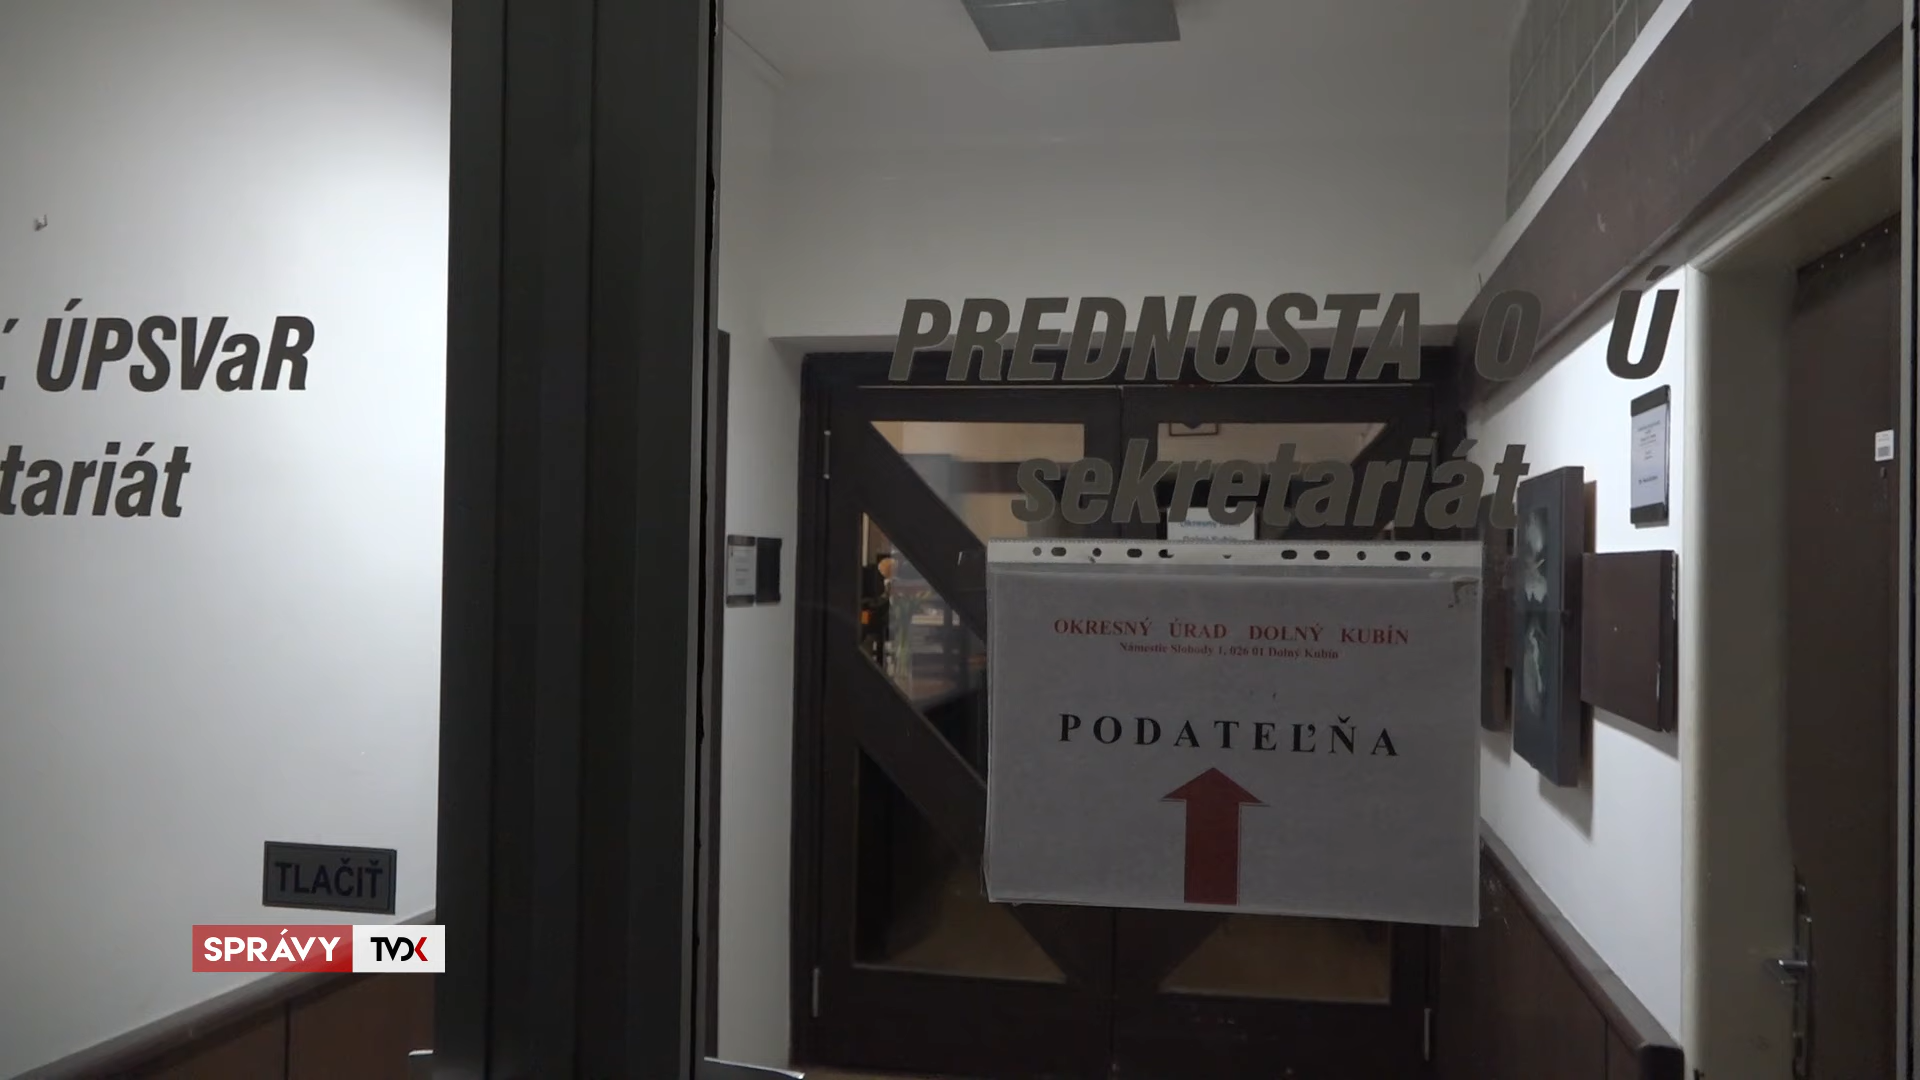 ÚPSVaR
tariát
TLAČIŤ
PREDNOSTA O Ú
sekretariát
OKRESNÝ ÚRAD DOLNÝ KUBÍN
Námestie Slobody 1, 026 01 Dolný Kubín
PODATEĽŇA
SPRÁVY TVDK